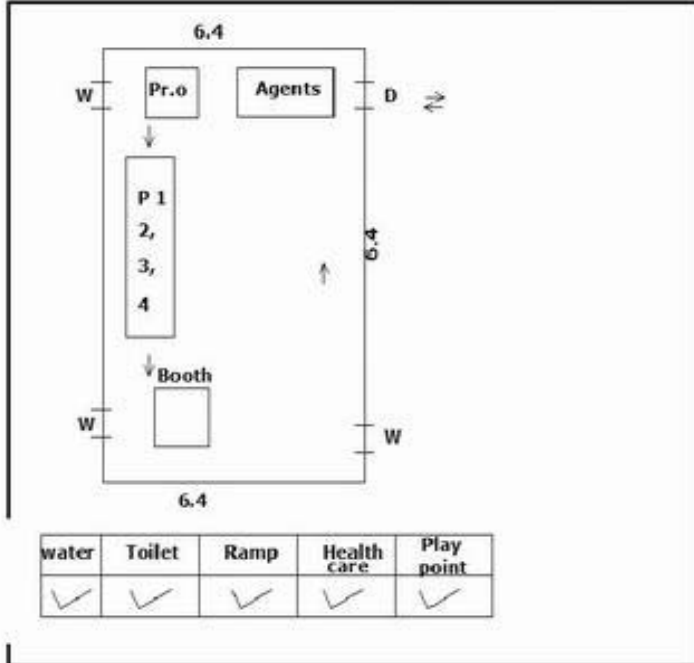 6.4
W
Pr.o
Agents
D
P 1
2,
3,
4
6.4
Booth
W
W
6.4
water Toilet Ramp Health care Play point